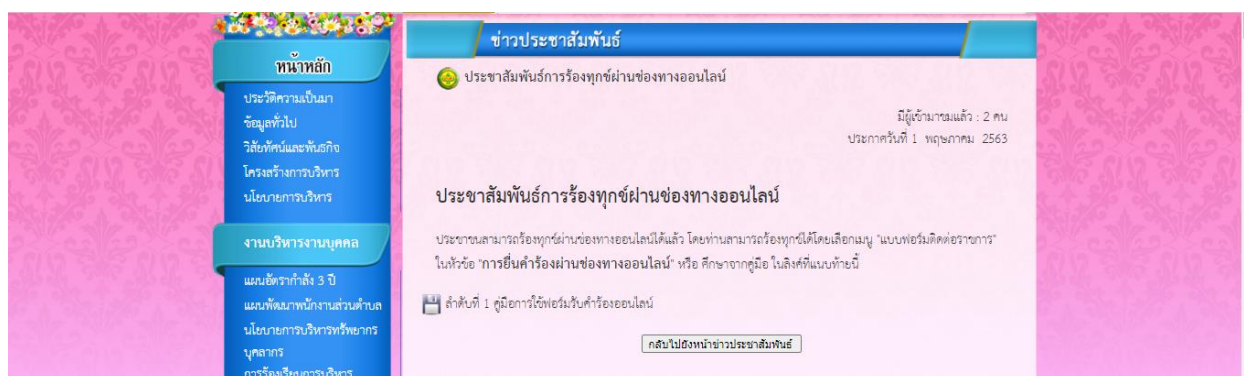 หน้าหลัก
ประวัติความเป็นมา
ข้อมูลทั่วไป
วิสัยทัศน์และพันธกิจ
โครงสร้างการบริหาร
นโยบายการบริหาร
งานบริหารงานบุคคล
แผนอัตรากำลัง 3 ปี
แผนพัฒนาพนักงานส่วนตำบล
นโยบายการบริหารทรัพยากร
บุคลากร
การร้องเรียนการบริหาร
ข่าวประชาสัมพันธ์
ประชาสัมพันธ์การร้องทุกข์ผ่านช่องทางออนไลน์
มีผู้เข้ามาชมแล้ว : 2 คน
ประกาศวันที่ 1 พฤษภาคม 2563
ประชาสัมพันธ์การร้องทุกข์ผ่านช่องทางออนไลน์
ประชาชนสามารถร้องทุกข์ผ่านช่องทางออนไลน์ได้แล้ว โดยท่านสามารถร้องทุกข์ได้โดยเลือกเมนู "แบบฟอร์มติดต่อราชการ"
ในหัวข้อ "การยื่นคำร้องผ่านช่องทางออนไลน์" หรือ ศึกษาจากคู่มือ ในลิงค์ที่แนบท้ายนี้
ลำดับที่ 1 คู่มือการใช้ฟอร์มรับคำร้องออนไลน์
กลับไปยังหน้าข่าวประชาสัมพันธ์